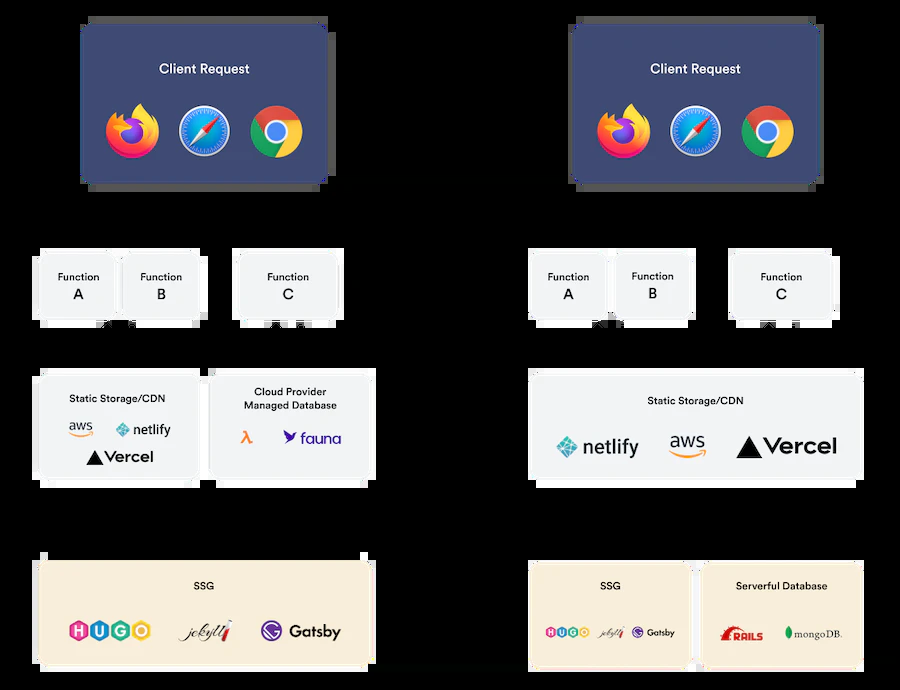 Client Request
Function
A
Function
B
Function
C
Static Storage/CDN
aws
netlify
Vercel
Cloud Provider
Managed Database
λ
fauna
SSG
HUGO
jekyll
Gatsby
Client Request
Function
A
Function
B
Function
C
Static Storage/CDN
netlify
aws
Vercel
SSG
HUGO
jekyll
Gatsby
Serverful Database
RAILS
mongoDB.